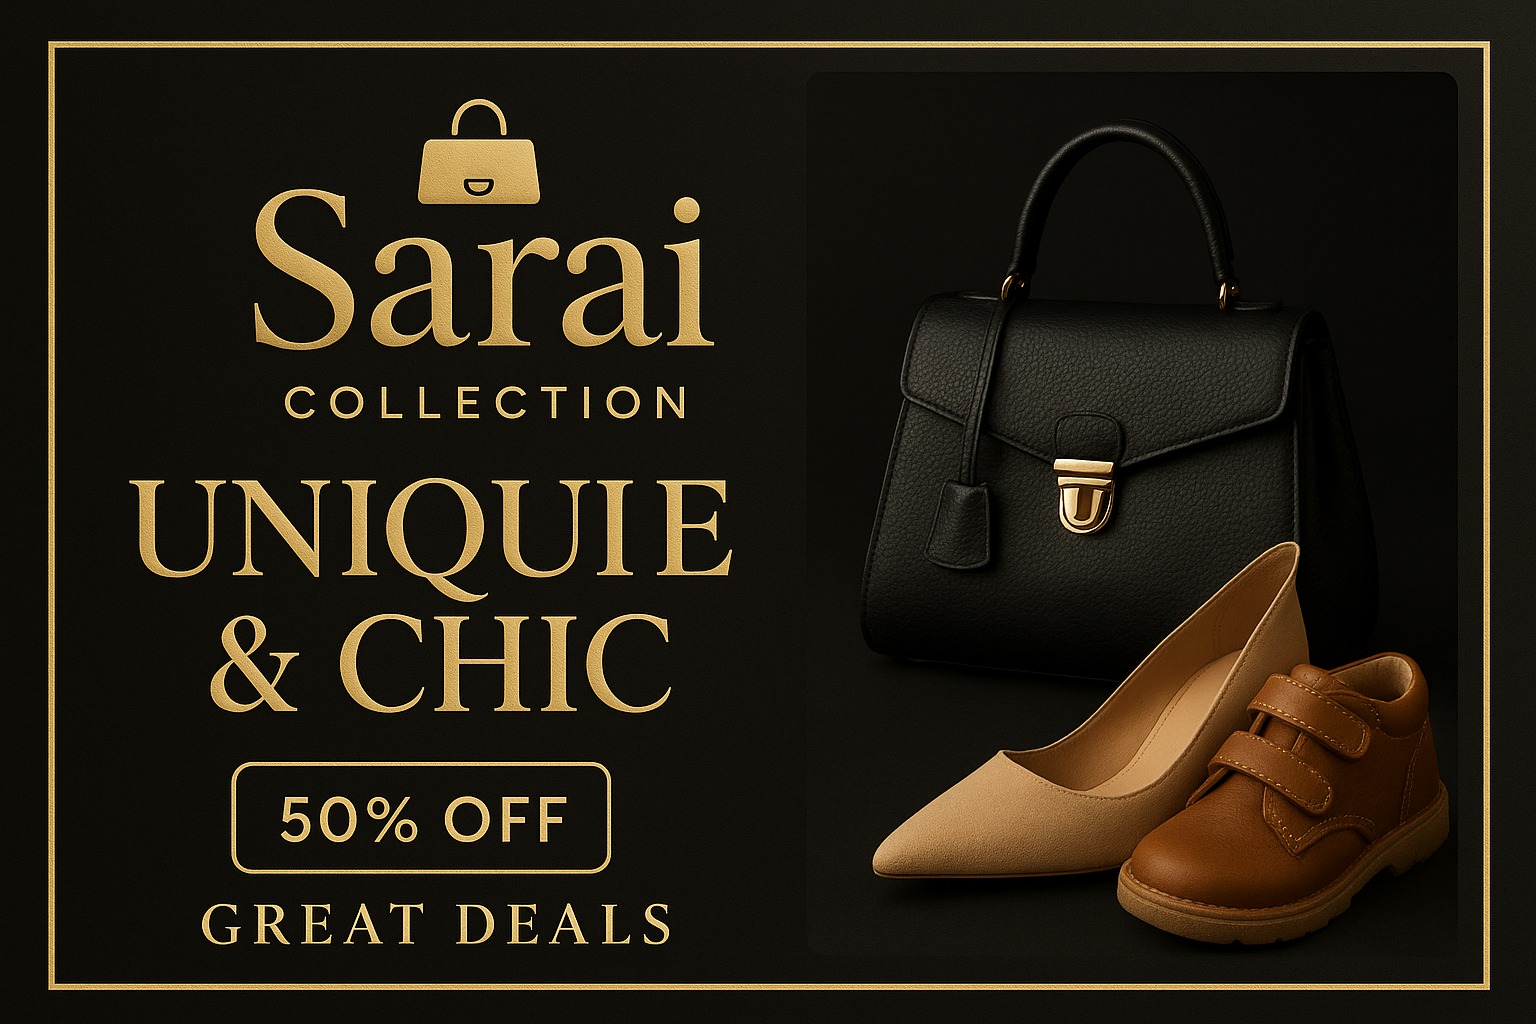 Sarai
COLLECTION
UNIQUIE
& CHIC
50% OFF
GREAT DEALS